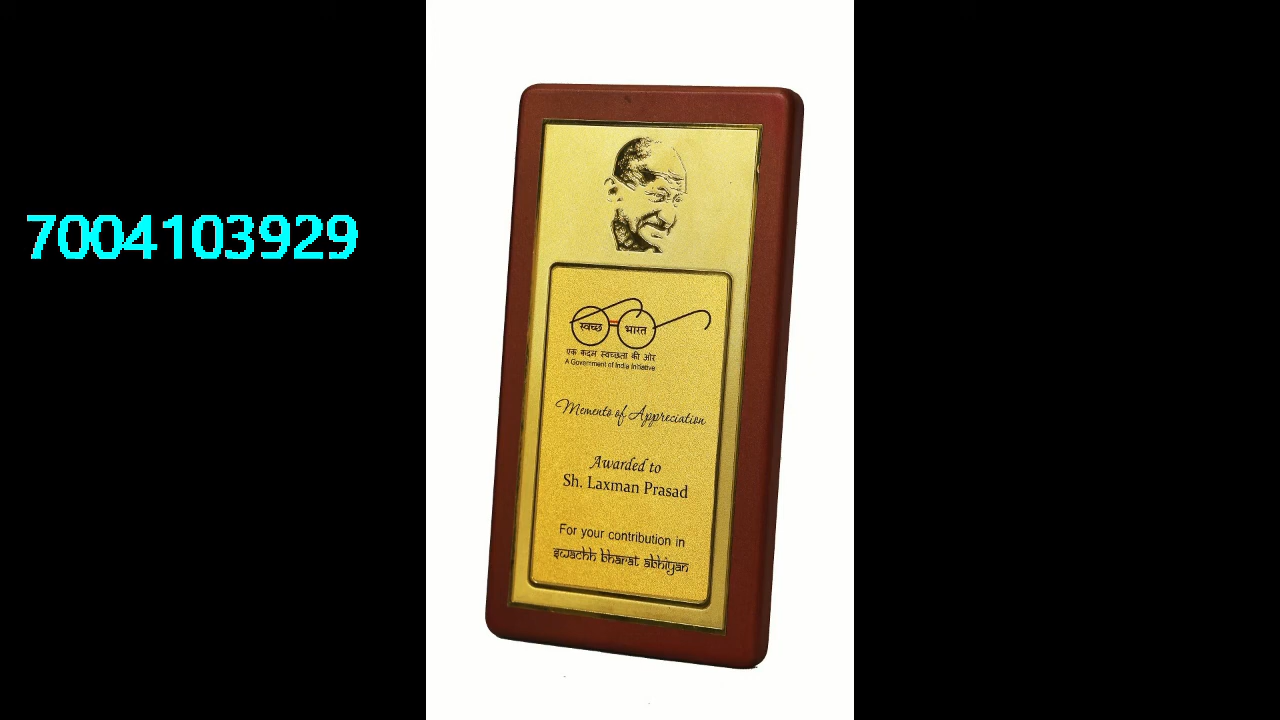 7004103929
स्वच्छ भारत
एक कदम स्वच्छता की ओर
A Government of India Initiative
Memento of Appreciation
Awarded to
Sh. Laxman Prasad
For your contribution in
swachh bharat abhiyan